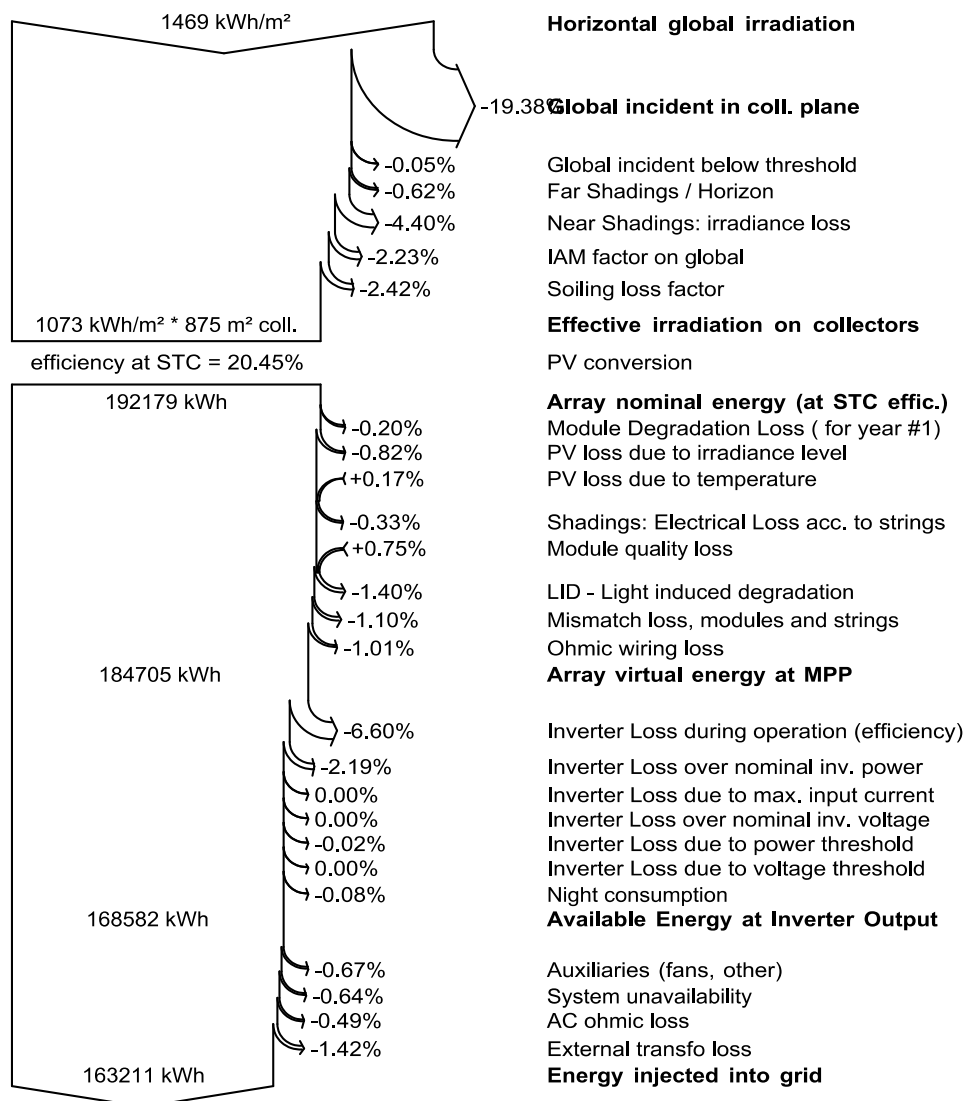 1469 kWh/m² Horizontal global irradiation
-19.38% Global incident in coll. plane
-0.05% Global incident below threshold
-0.62% Far Shadings / Horizon
-4.40% Near Shadings: irradiance loss
-2.23% IAM factor on global
-2.42% Soiling loss factor
1073 kWh/m² * 875 m² coll. Effective irradiation on collectors
efficiency at STC = 20.45% PV conversion
192179 kWh Array nominal energy (at STC effic.)
-0.20% Module Degradation Loss ( for year #1)
-0.82% PV loss due to irradiance level
+0.17% PV loss due to temperature
-0.33% Shadings: Electrical Loss acc. to strings
+0.75% Module quality loss
-1.40% LID - Light induced degradation
-1.10% Mismatch loss, modules and strings
-1.01% Ohmic wiring loss
184705 kWh Array virtual energy at MPP
-6.60% Inverter Loss during operation (efficiency)
-2.19% Inverter Loss over nominal inv. power
0.00% Inverter Loss due to max. input current
0.00% Inverter Loss over nominal inv. voltage
-0.02% Inverter Loss due to power threshold
0.00% Inverter Loss due to voltage threshold
-0.08% Night consumption
168582 kWh Available Energy at Inverter Output
-0.67% Auxiliaries (fans, other)
-0.64% System unavailability
-0.49% AC ohmic loss
-1.42% External transfo loss
163211 kWh Energy injected into grid